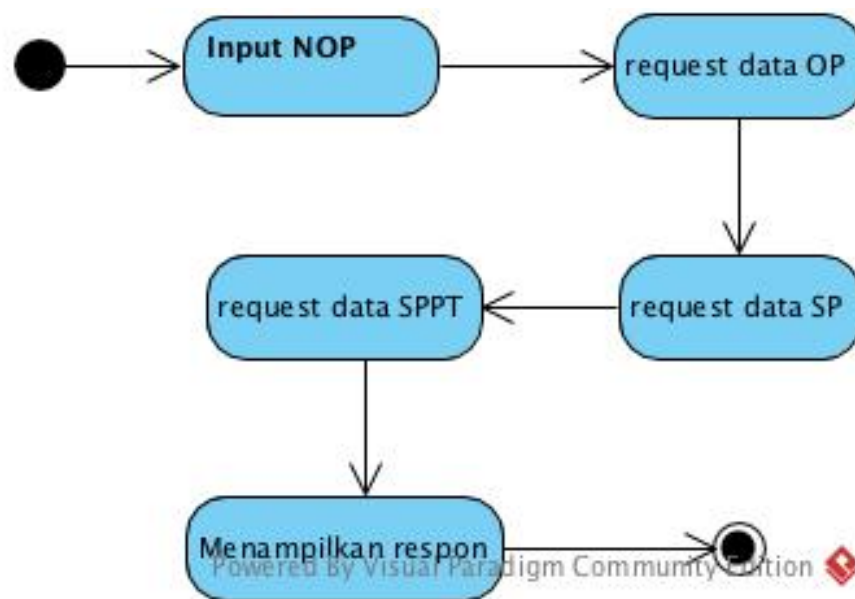 Input NOP
request data OP
request data SPPT
request data SP
Menampilkan respon
Powered By Visual Paradigm Community Edition